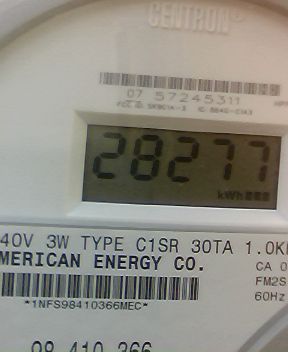 CENTRON®
07 57245311
28277
kWh
40V 3W TYPE C1SR 30TA 1.0K
MERICAN ENERGY CO.
CA 0
FM2S
60Hz
*1NFS98410366MEC*
98 410 366